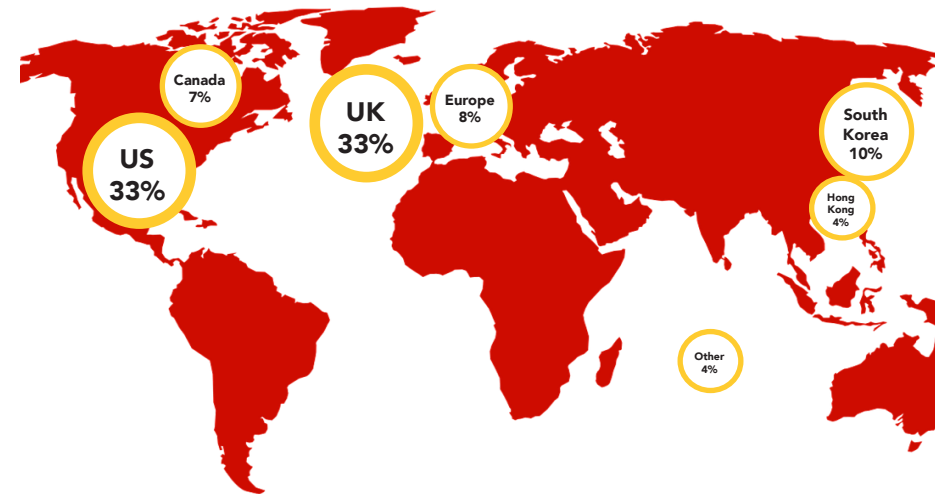 Canada
7%
US
33%
UK
33%
Europe
8%
South
Korea
10%
Hong
Kong
4%
Other
4%